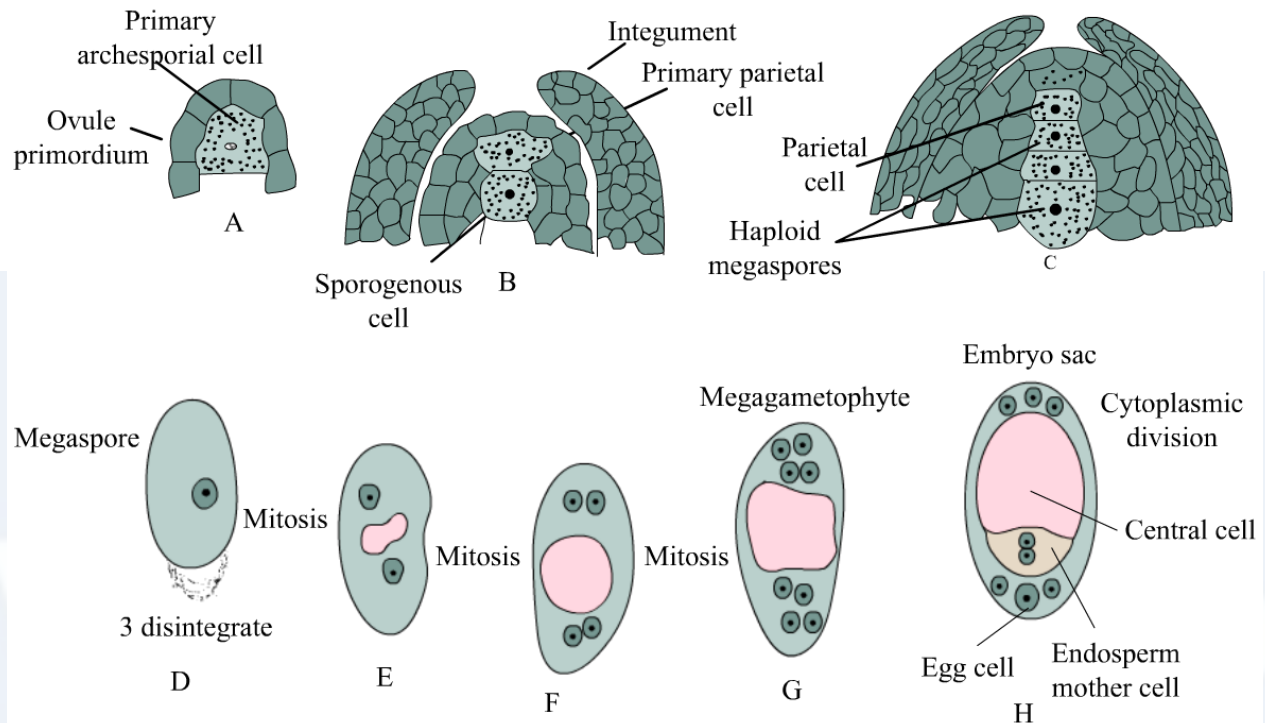 Primary
archesporial cell
Ovule
primordium
A
Integument
Primary parietal
cell
Sporogenous
cell
B
Parietal
cell
Haploid
megaspores
C
Megaspore
3 disintegrate
D
Mitosis
E
Mitosis
F
Mitosis
Megagametophyte
G
Embryo sac
Cytoplasmic
division
Central cell
Egg cell
Endosperm
mother cell
H